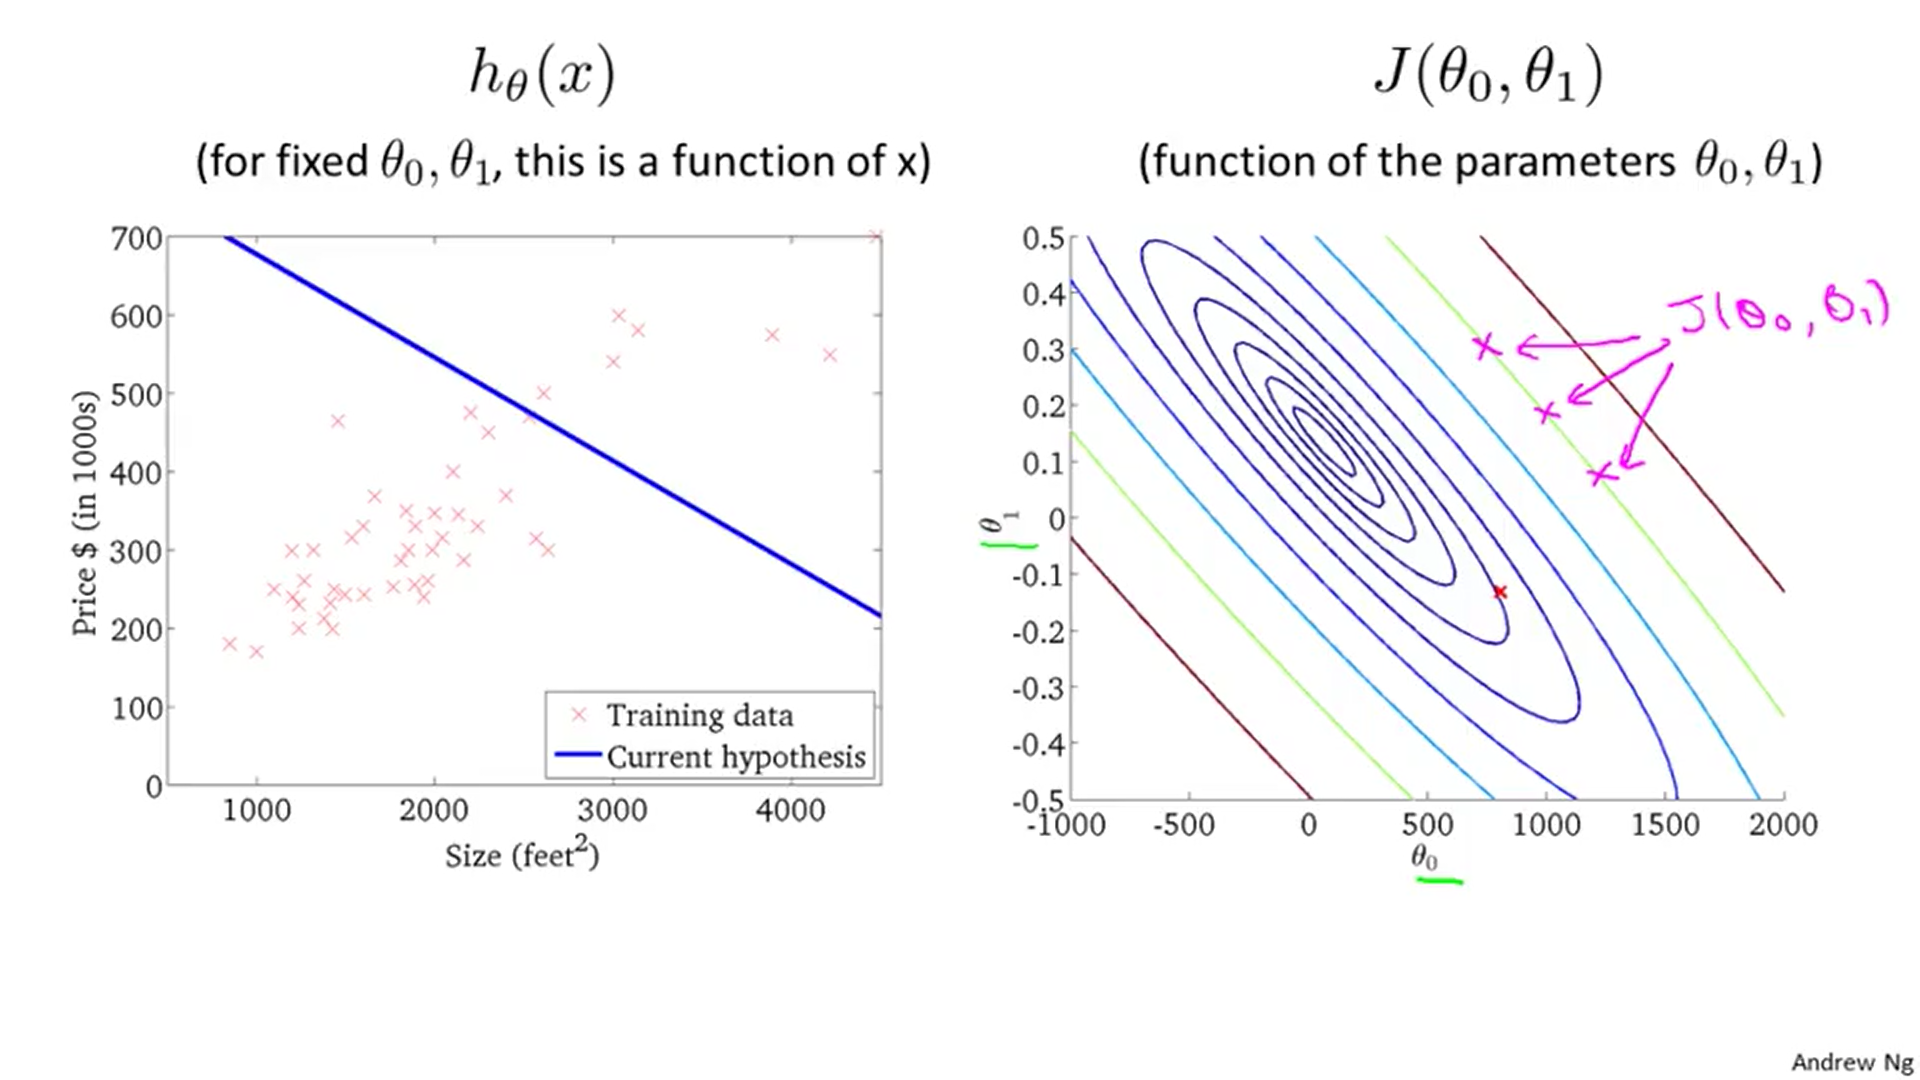 hθ(x)
(for fixed θ0, θ1, this is a function of x)
700
600
500
400
300
200
100
0
Price $ (in 1000s)
1000 2000 3000 4000
Size (feet²)
Training data
Current hypothesis
J(θ0, θ1)
(function of the parameters θ0, θ1)
0.5
0.4
0.3
0.2
0.1
0
-0.1
-0.2
-0.3
-0.4
-0.5
θ1
-1000 -500 0 500 1000 1500 2000
θ0
J(θ0, θ1)
Andrew Ng